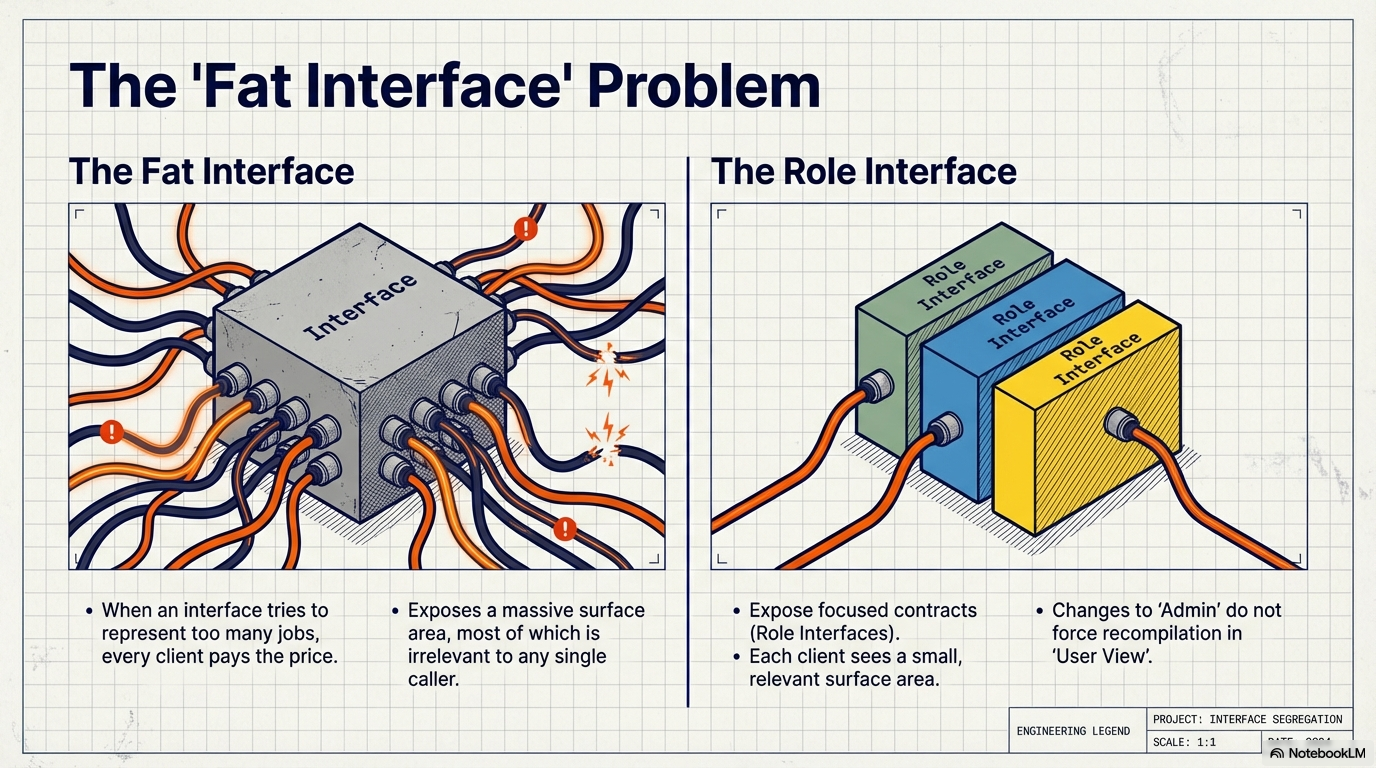 The 'Fat Interface' Problem
The Fat Interface
Interface
!
!
!
• When an interface tries to
represent too many jobs,
every client pays the price.
• Exposes a massive surface
area, most of which is
irrelevant to any single
caller.
The Role Interface
Role
Interface
Role
Interface
Role
Interface
• Expose focused contracts
(Role Interfaces).
• Each client sees a small,
relevant surface area.
• Changes to ‘Admin’ do not
force recompilation in
‘User View’.
ENGINEERING LEGEND
PROJECT: INTERFACE SEGREGATION
SCALE: 1:1
NotebookLM